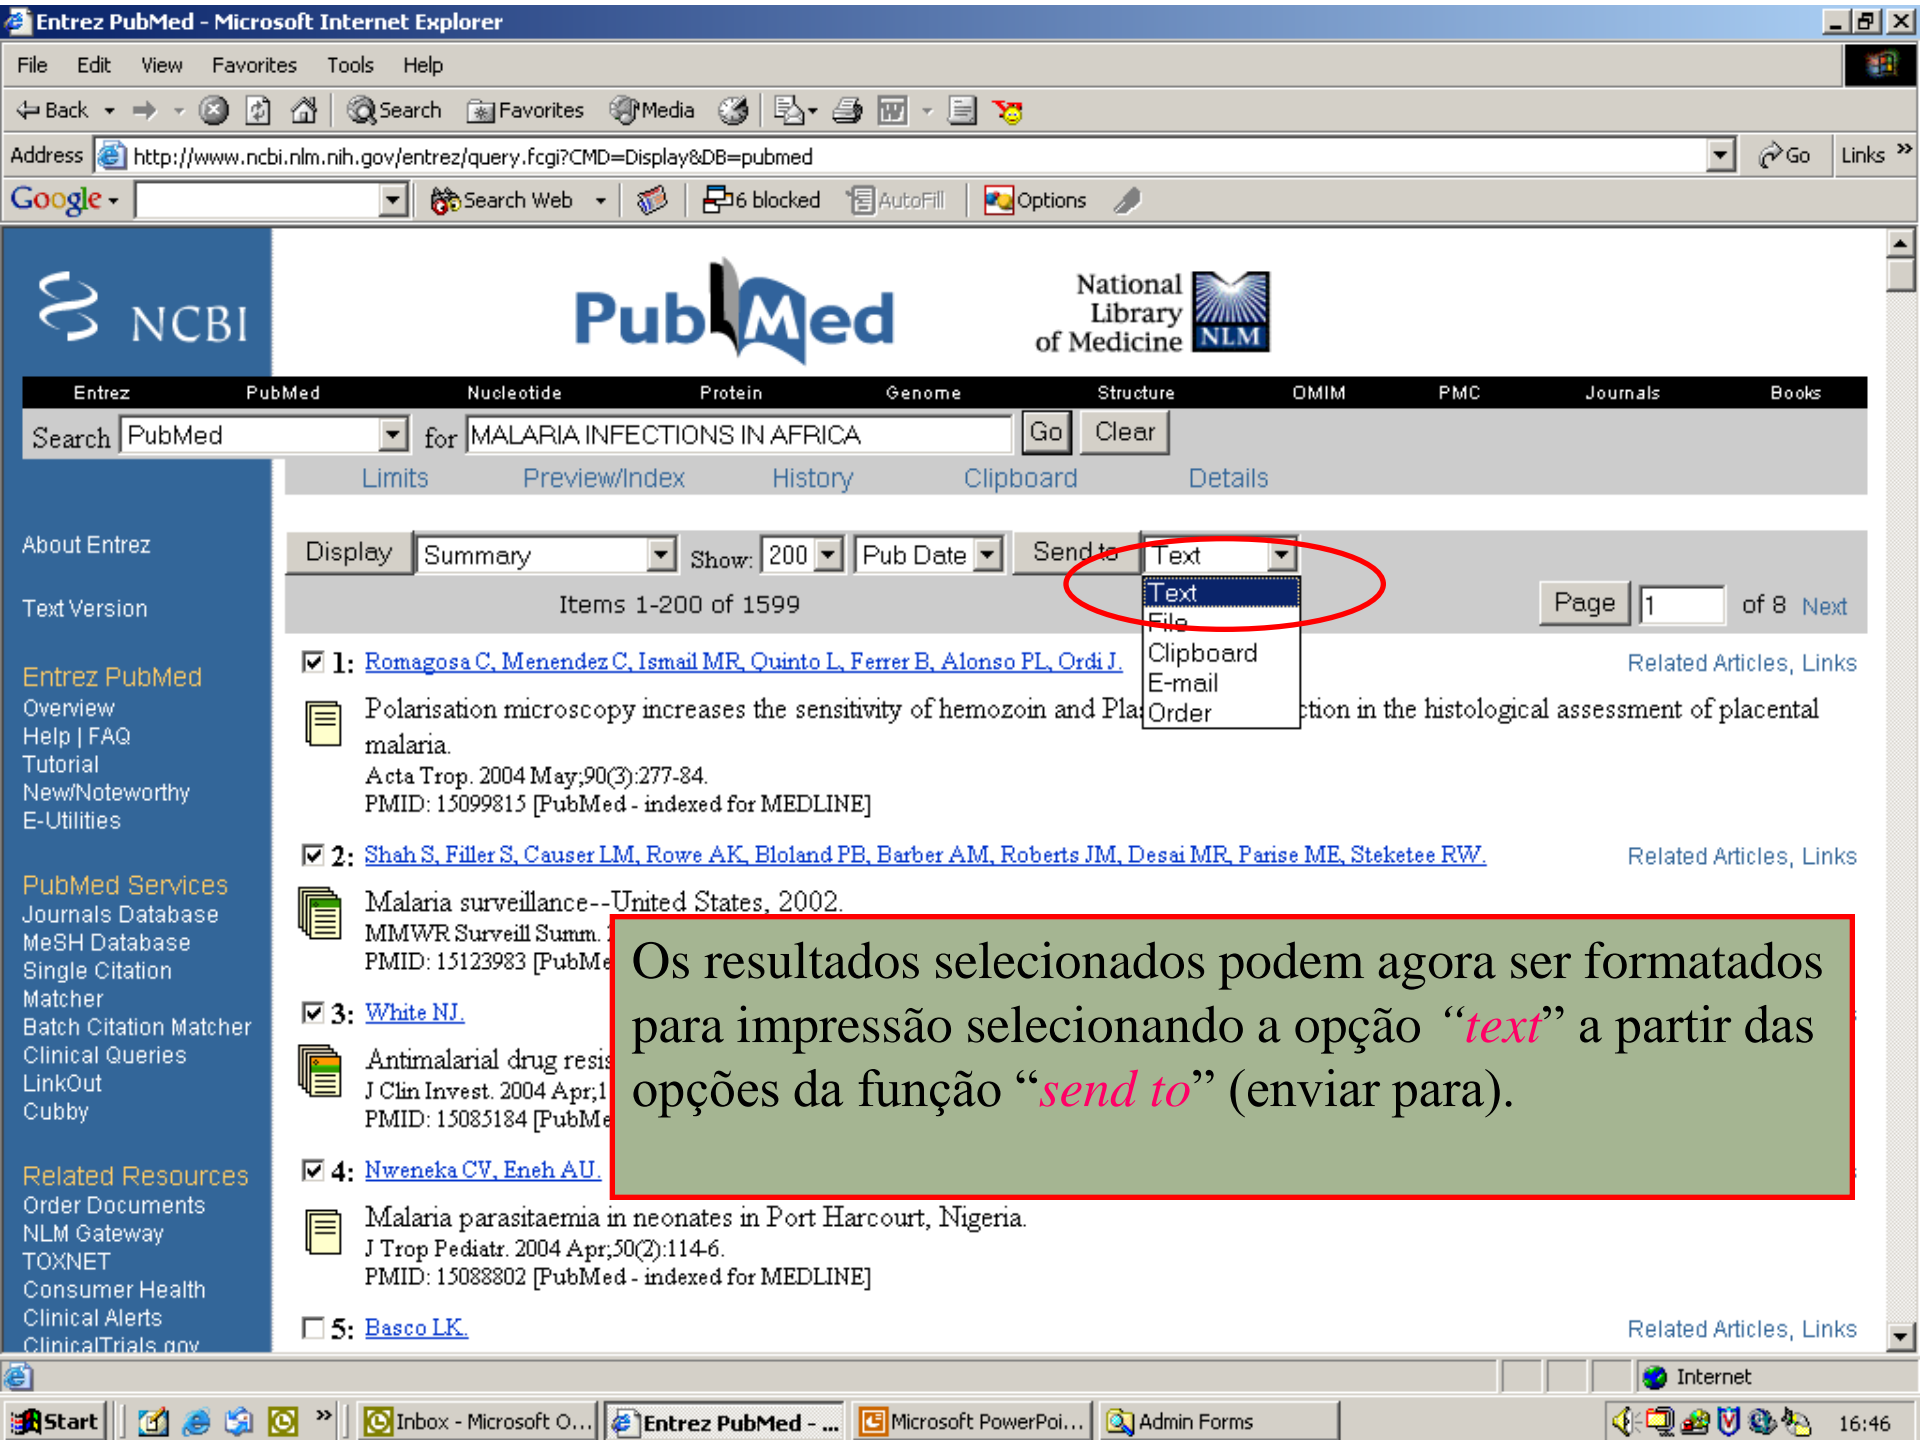 Entrez PubMed - Microsoft Internet Explorer
File Edit View Favorites Tools Help
Back Search Favorites Media
Address http://www.ncbi.nlm.nih.gov/entrez/query.fcgi?CMD=Display&DB=pubmed Go Links »
Google Search Web 6 blocked AutoFill Options
NCBI
PubMed
National
Library
of Medicine NLM
Entrez PubMed Nucleotide Protein Genome Structure OMIM PMC Journals Books
Search PubMed for MALARIA INFECTIONS IN AFRICA Go Clear
Limits Preview/Index History Clipboard Details
About Entrez
Text Version
Entrez PubMed
Overview
Help | FAQ
Tutorial
New/Noteworthy
E-Utilities
PubMed Services
Journals Database
MeSH Database
Single Citation
Matcher
Batch Citation Matcher
Clinical Queries
LinkOut
Cubby
Related Resources
Order Documents
NLM Gateway
TOXNET
Consumer Health
Clinical Alerts
ClinicalTrials.gov
Display Summary Show: 200 Pub Date Send to Text
Text
File
Clipboard
E-mail
Order
Items 1-200 of 1599
Page 1 of 8 Next
1: Romagosa C, Menendez C, Ismail MR, Quinto L, Ferrer B, Alonso PL, Ordi J. Related Articles, Links
Polarisation microscopy increases the sensitivity of hemozoin and Pla ction in the histological assessment of placental
malaria.
Acta Trop. 2004 May;90(3):277-84.
PMID: 15099815 [PubMed - indexed for MEDLINE]
2: Shah S, Filler S, Causer LM, Rowe AK, Bloland PB, Barber AM, Roberts JM, Desai MR, Parise ME, Steketee RW. Related Articles, Links
Malaria surveillance--United States, 2002.
MMWR Surveill Summ.
PMID: 15123983 [PubMe
3: White NJ.
Antimalarial drug resis
J Clin Invest. 2004 Apr;1
PMID: 15085184 [PubMe
4: Nweneka CV, Eneh AU.
Malaria parasitaemia in neonates in Port Harcourt, Nigeria.
J Trop Pediatr. 2004 Apr;50(2):114-6.
PMID: 15088802 [PubMed - indexed for MEDLINE]
5: Basco LK. Related Articles, Links
Os resultados selecionados podem agora ser formatados
para impressão selecionando a opção “text” a partir das
opções da função “send to” (enviar para).
Internet
Start » Inbox - Microsoft O... Entrez PubMed - ... Microsoft PowerPoi... Admin Forms 16:46